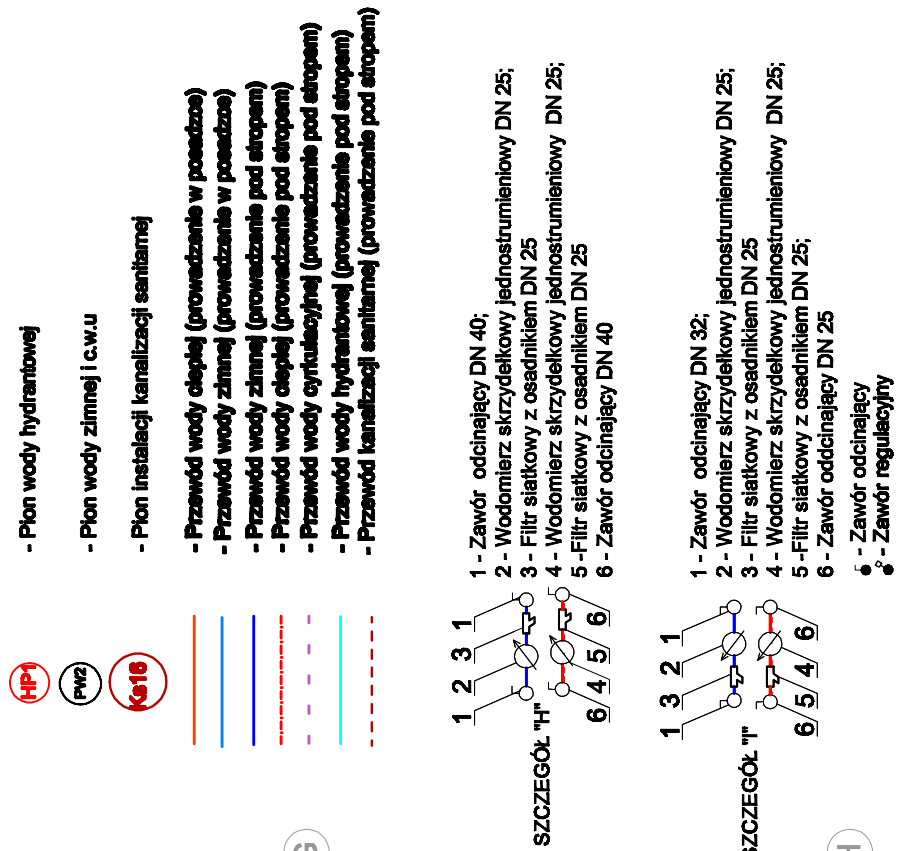 HP1 - Pion wody hydrantowej
PW2 - Pion wody zimnej i c.w.u
Ks16 - Pion instalacji kanalizacji sanitarnej
- Przewód wody ciepłej (prowadzenie w posadzce)
- Przewód wody zimnej (prowadzenie w posadzce)
- Przewód wody zimnej (prowadzenie pod stropem)
- Przewód wody ciepłej (prowadzenie pod stropem)
- Przewód wody cyrkulacyjnej (prowadzenie pod stropem)
- Przewód wody hydrantowej (prowadzenie pod stropem)
- Przewód kanalizacji sanitarnej (prowadzenie pod stropem)
1 2 3 1
6 4 5 6
SZCZEGÓŁ "H"
1 - Zawór odcinający DN 40;
2 - Wodomierz skrzydełkowy jednostrumieniowy DN 25;
3 - Filtr siatkowy z osadnikiem DN 25
4 - Wodomierz skrzydełkowy jednostrumieniowy DN 25;
5 -Filtr siatkowy z osadnikiem DN 25
6 - Zawór odcinający DN 40
1 3 2 1
6 5 4 6
SZCZEGÓŁ "I"
1 - Zawór odcinający DN 32;
2 - Wodomierz skrzydełkowy jednostrumieniowy DN 25;
3 - Filtr siatkowy z osadnikiem DN 25
4 - Wodomierz skrzydełkowy jednostrumieniowy DN 25;
5 -Filtr siatkowy z osadnikiem DN 25;
6 - Zawór oddcinający DN 25
- Zawór odcinający
- Zawór regulacyjny
H